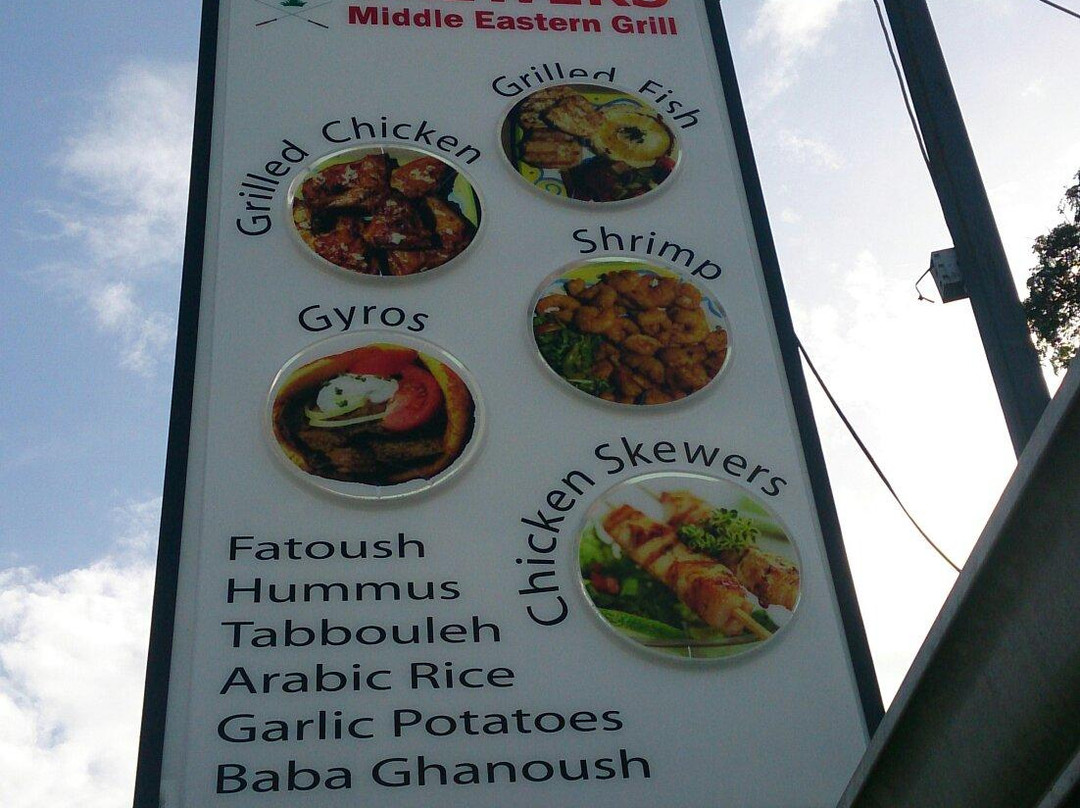 Middle Eastern Grill
Grilled Fish
Grilled Chicken
Shrimp
Gyros
Chicken Skewers
Fatoush
Hummus
Tabbouleh
Arabic Rice
Garlic Potatoes
Baba Ghanoush